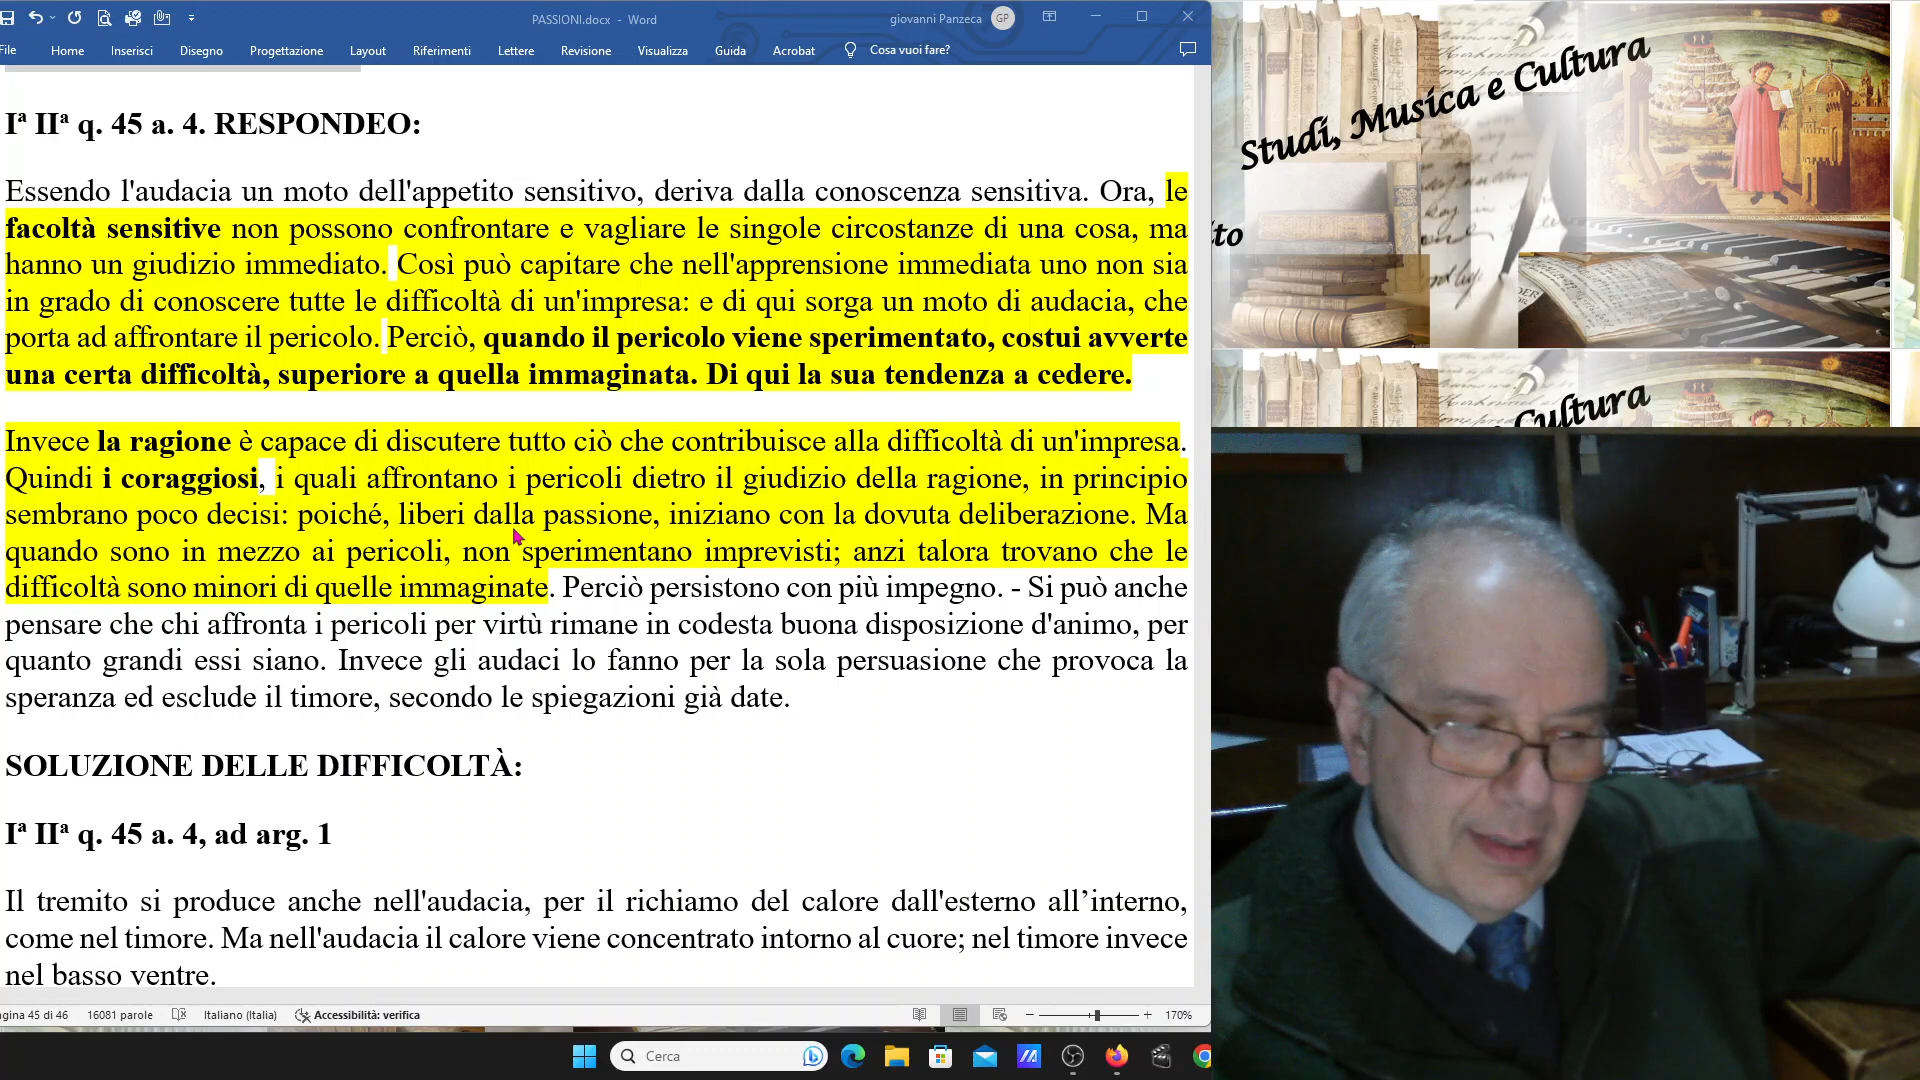 PASSIONI.docx - Word
giovanni Panzeca
GP
File Home Inserisci Disegno Progettazione Layout Riferimenti Lettere Revisione Visualizza Guida Acrobat Cosa vuoi fare?
Iª IIª q. 45 a. 4. RESPONDEO:
Essendo l'audacia un moto dell'appetito sensitivo, deriva dalla conoscenza sensitiva. Ora, le
facoltà sensitive non possono confrontare e vagliare le singole circostanze di una cosa, ma
hanno un giudizio immediato. Così può capitare che nell'apprensione immediata uno non sia
in grado di conoscere tutte le difficoltà di un'impresa: e di qui sorga un moto di audacia, che
porta ad affrontare il pericolo. Perciò, quando il pericolo viene sperimentato, costui avverte
una certa difficoltà, superiore a quella immaginata. Di qui la sua tendenza a cedere.
Invece la ragione è capace di discutere tutto ciò che contribuisce alla difficoltà di un'impresa.
Quindi i coraggiosi, i quali affrontano i pericoli dietro il giudizio della ragione, in principio
sembrano poco decisi: poiché, liberi dalla passione, iniziano con la dovuta deliberazione. Ma
quando sono in mezzo ai pericoli, non sperimentano imprevisti; anzi talora trovano che le
difficoltà sono minori di quelle immaginate. Perciò persistono con più impegno. - Si può anche
pensare che chi affronta i pericoli per virtù rimane in codesta buona disposizione d'animo, per
quanto grandi essi siano. Invece gli audaci lo fanno per la sola persuasione che provoca la
speranza ed esclude il timore, secondo le spiegazioni già date.
SOLUZIONE DELLE DIFFICOLTÀ:
Iª IIª q. 45 a. 4, ad arg. 1
Il tremito si produce anche nell'audacia, per il richiamo del calore dall'esterno all’interno,
come nel timore. Ma nell'audacia il calore viene concentrato intorno al cuore; nel timore invece
nel basso ventre.
agina 45 di 46 16081 parole Italiano (Italia) Accessibilità: verifica 170%
Cerca
Studi, Musica e Cultura
ito
Cultura